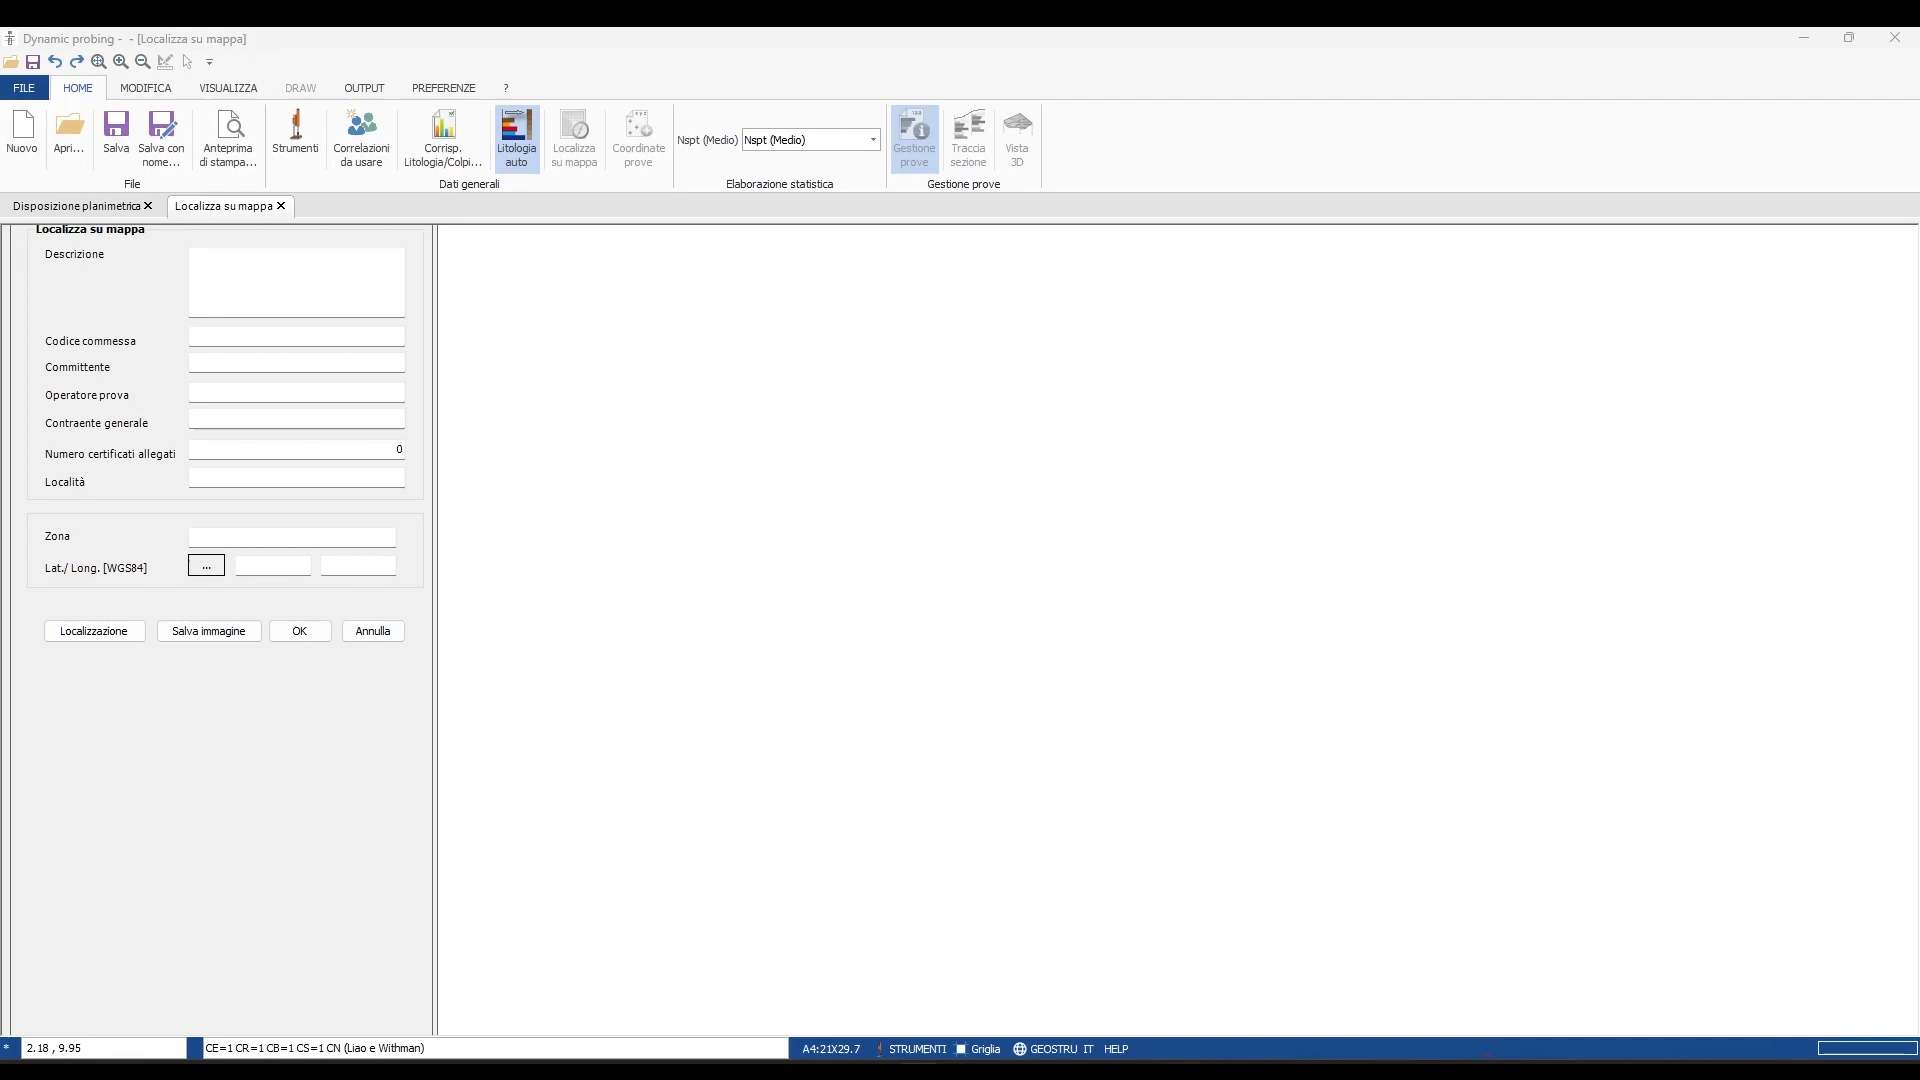 Dynamic probing - - [Localizza su mappa]
FILE HOME MODIFICA VISUALIZZA DRAW OUTPUT PREFERENZE ?
Nuovo Apri... Salva Salva con nome... Anteprima di stampa... Strumenti Correlazioni da usare Corrisp. Litologia/Colpi... Litologia auto Localizza su mappa Coordinate prove Nspt (Medio) Nspt (Medio) Gestione prove Traccia sezione Vista 3D
File Dati generali Elaborazione statistica Gestione prove
Disposizione planimetrica Localizza su mappa
Localizza su mappa
Descrizione
Codice commessa
Committente
Operatore prova
Contraente generale
Numero certificati allegati 0
Località
Zona
Lat./ Long. [WGS84] ...
Localizzazione Salva immagine OK Annulla
* 2.18 , 9.95 CE=1 CR=1 CB=1 CS=1 CN (Liao e Withman) A4:21X29.7 STRUMENTI Griglia GEOSTRU IT HELP